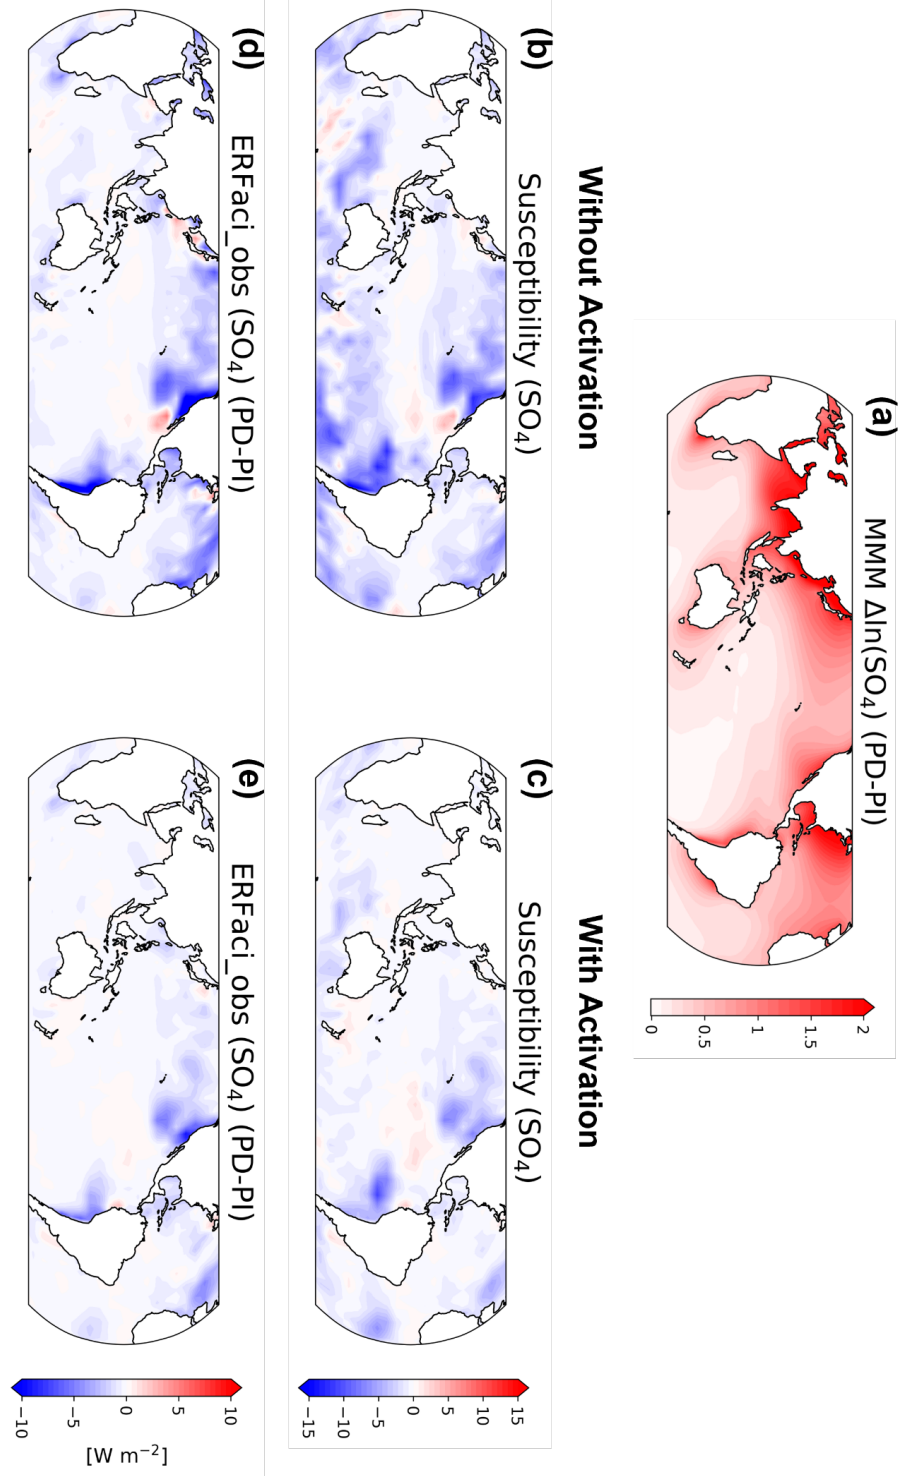 (a) MMM Δln(SO₄) (PD-PI)
0 0.5 1 1.5 2
Without Activation
With Activation
(b) Susceptibility (SO₄)
(c) Susceptibility (SO₄)
−15 −10 −5 0 5 10 15
(d) ERFaci_obs (SO₄) (PD-PI)
(e) ERFaci_obs (SO₄) (PD-PI)
−10 −5 0 5 10
[W m⁻²]